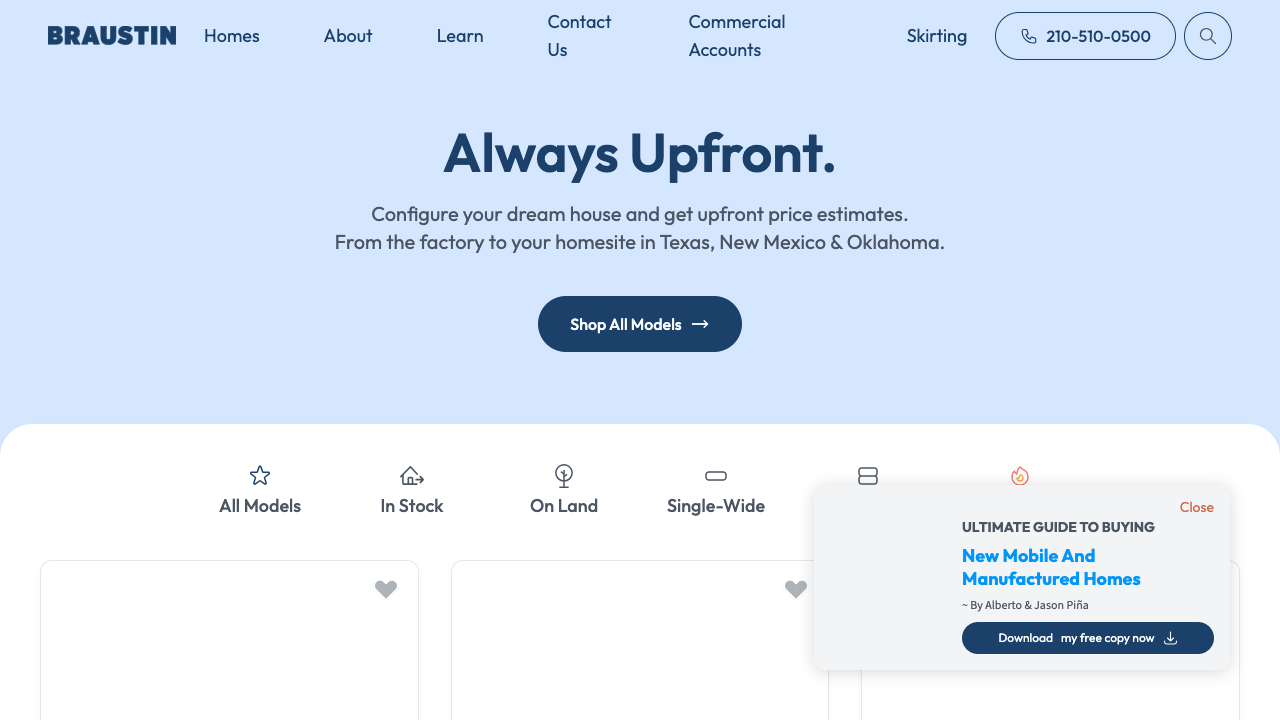 BRAUSTIN
Homes
About
Learn
Contact
Us
Commercial
Accounts
Skirting
210-510-0500
Always Upfront.
Configure your dream house and get upfront price estimates.
From the factory to your homesite in Texas, New Mexico & Oklahoma.
Shop All Models
All Models
In Stock
On Land
Single-Wide
Close
ULTIMATE GUIDE TO BUYING
New Mobile And
Manufactured Homes
~ By Alberto & Jason Piña
Download my free copy now